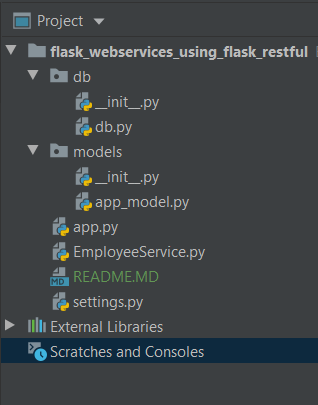 Project
flask_webservices_using_flask_restful
db
__init__.py
db.py
models
__init__.py
app_model.py
app.py
EmployeeService.py
MD README.MD
settings.py
External Libraries
Scratches and Consoles